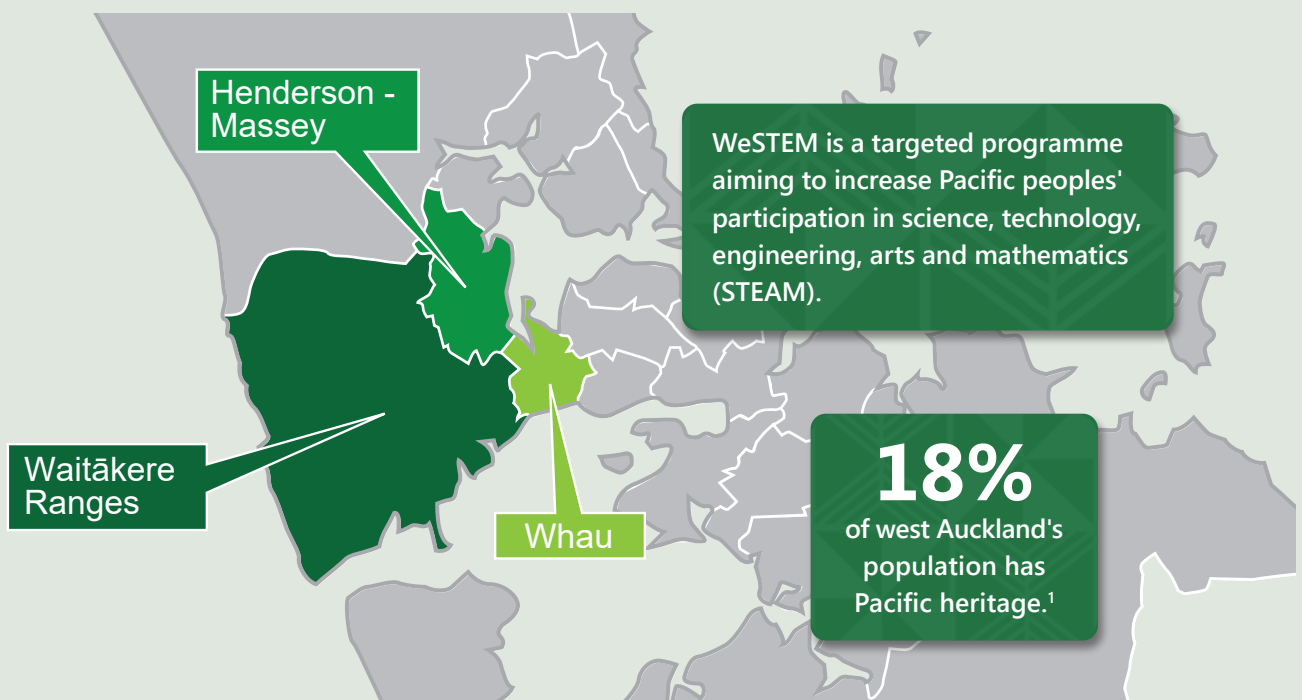 Henderson -
Massey
WeSTEM is a targeted programme
aiming to increase Pacific peoples'
participation in science, technology,
engineering, arts and mathematics
(STEAM).
Waitākere
Ranges
Whau
18%
of west Auckland's
population has
Pacific heritage.¹